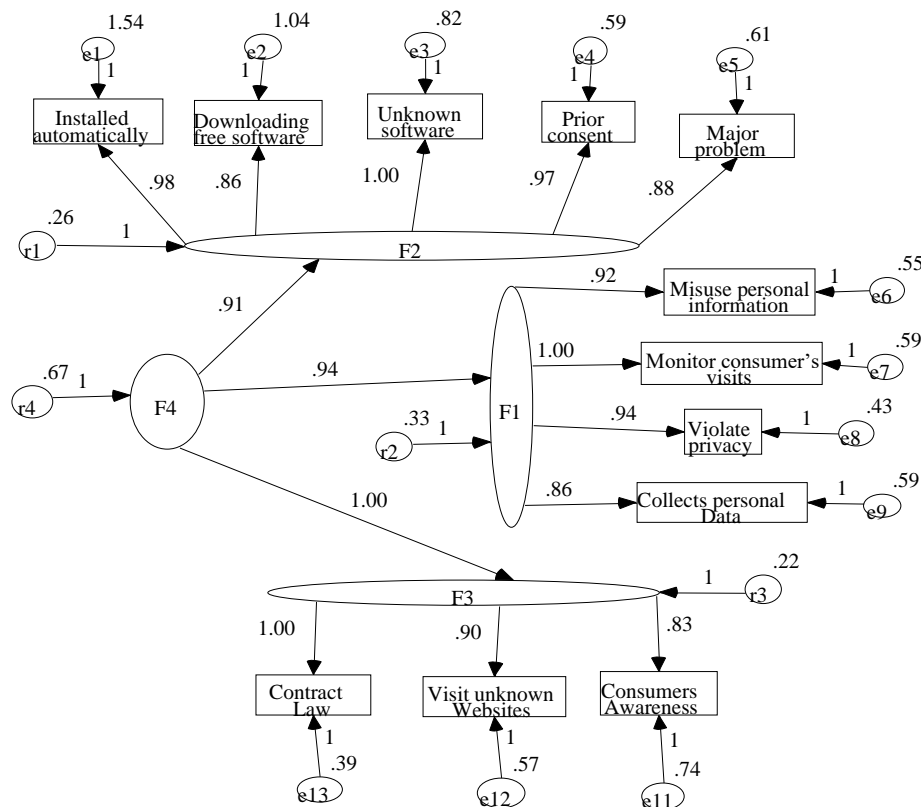 1.54
1.04
.82
.59
.61
e1
e2
e3
e4
e5
1
1
1
1
1
Installed
automatically
Downloading
free software
Unknown
software
Prior
consent
Major
problem
.98
.86
1.00
.97
.88
.26
r1
1
F2
.91
.92
Misuse personal
information
1
.55
e6
1.00
Monitor consumer's
visits
1
.59
e7
.67
r4
1
F4
.94
F1
.33
r2
1
.94
Violate
privacy
1
.43
e8
.86
Collects personal
Data
1
.59
e9
1.00
F3
1
.22
r3
1.00
.90
.83
Contract
Law
Visit unknown
Websites
Consumers
Awareness
1
1
1
.39
.57
.74
e13
e12
e11